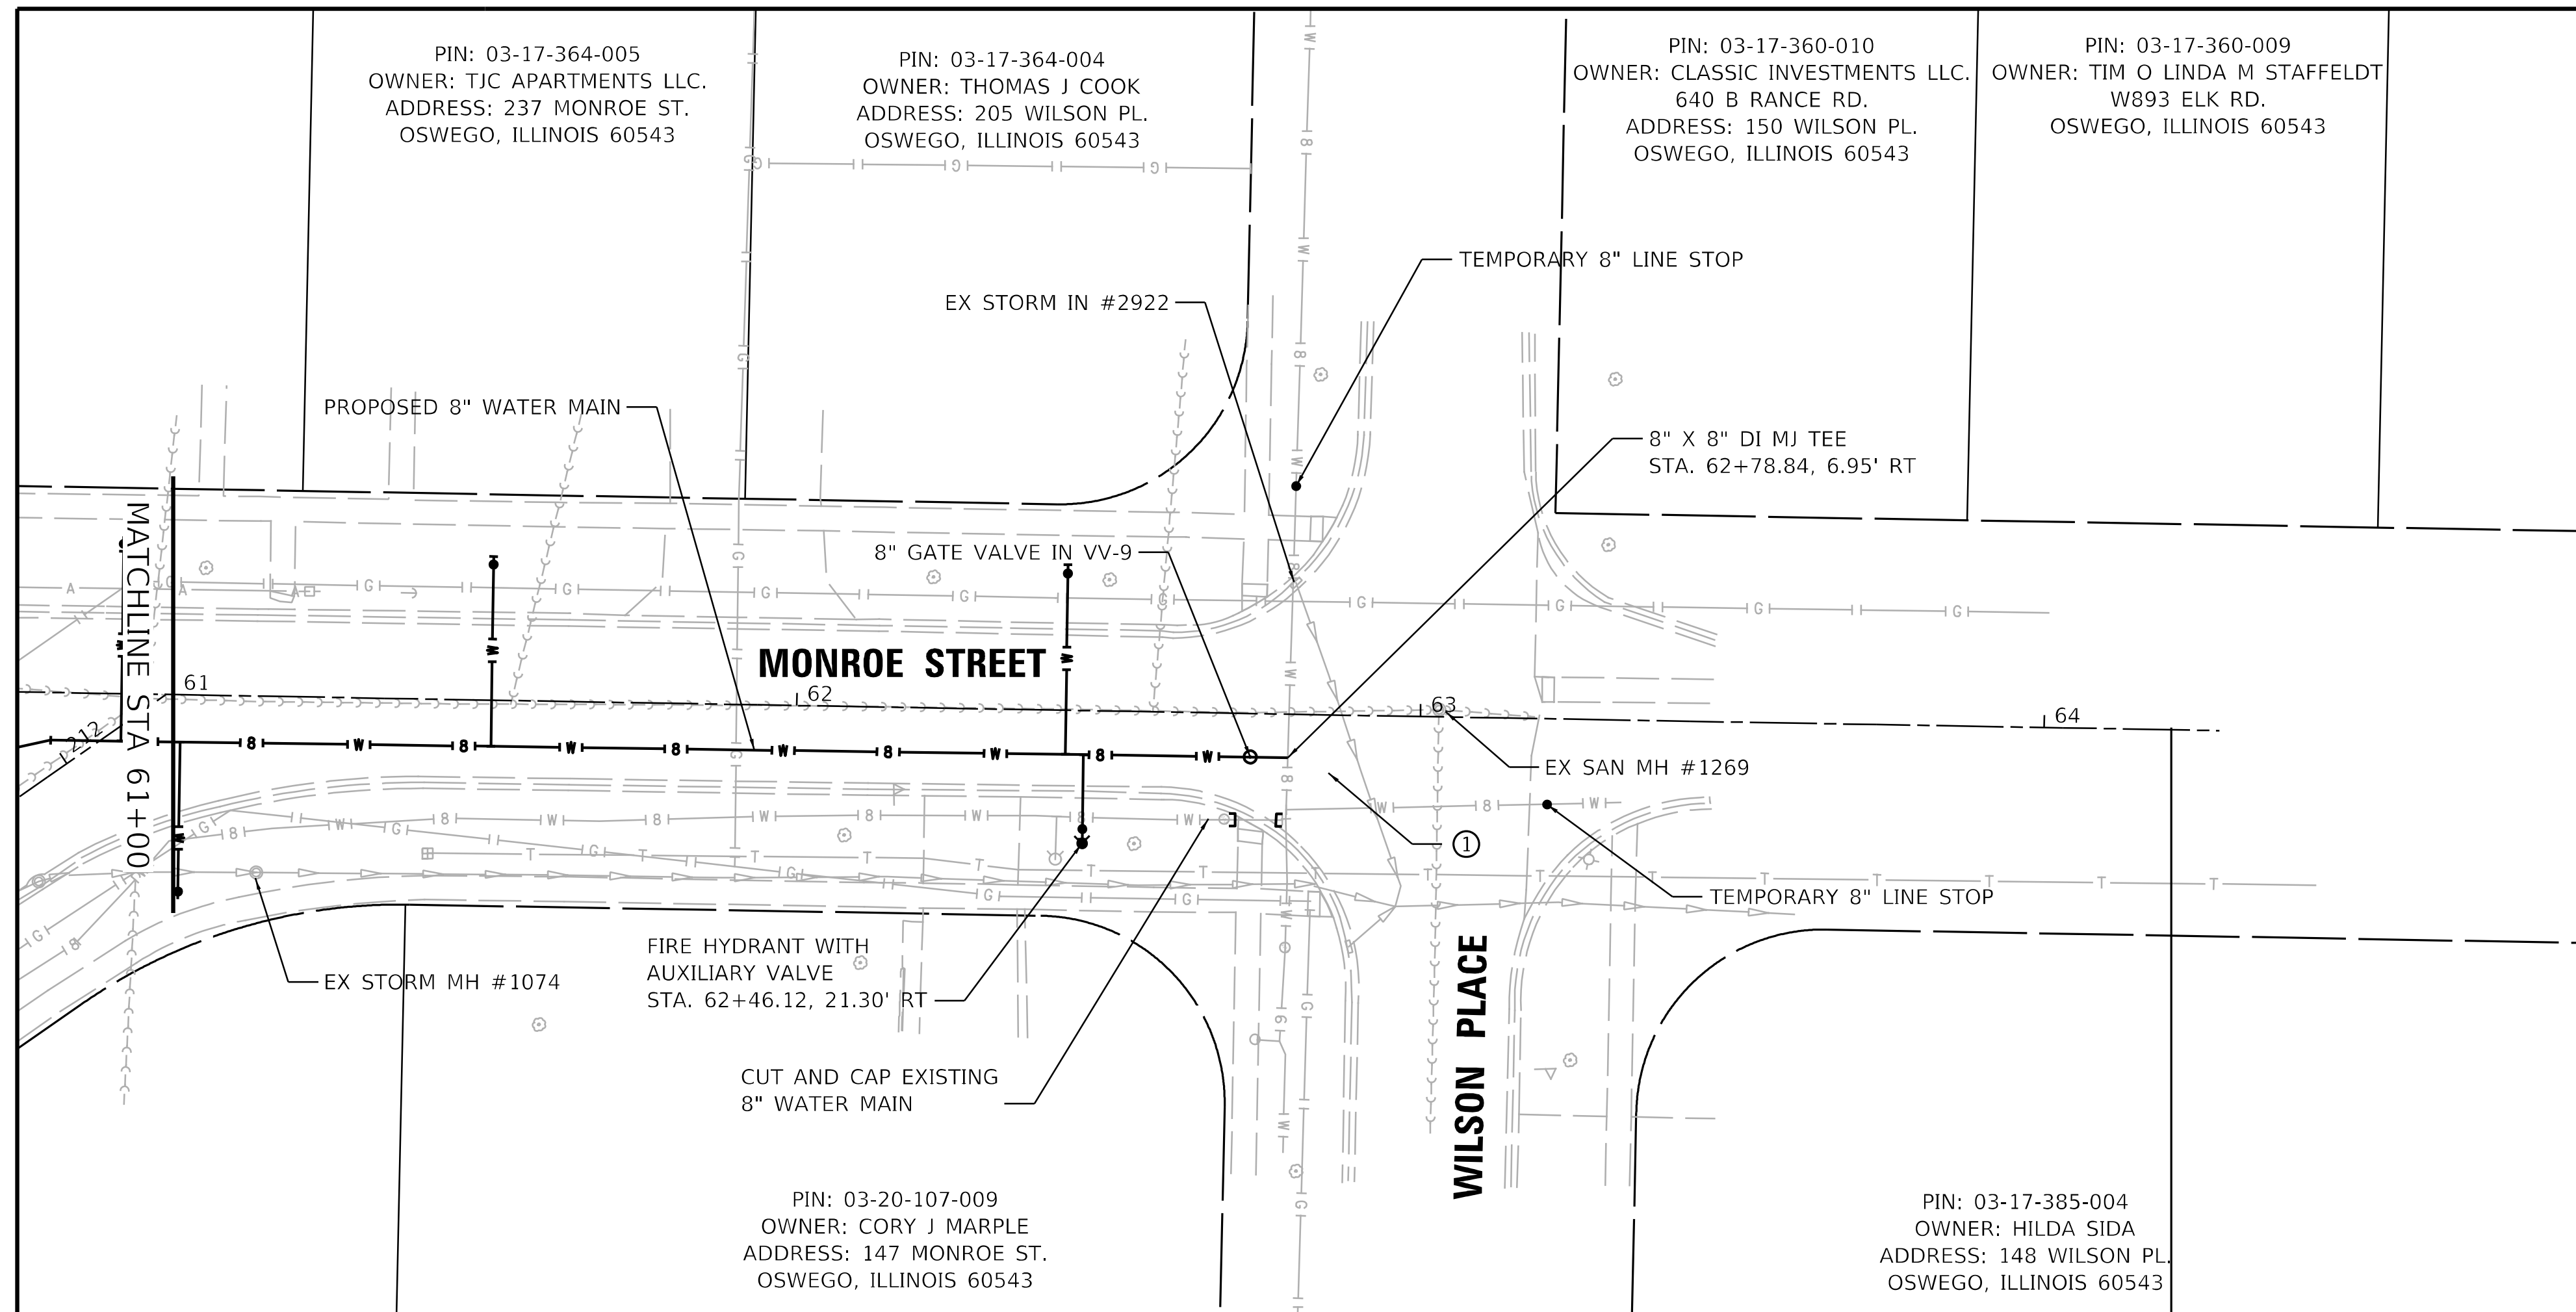 PIN: 03-17-364-005
OWNER: TJC APARTMENTS LLC.
ADDRESS: 237 MONROE ST.
OSWEGO, ILLINOIS 60543
PIN: 03-17-364-004
OWNER: THOMAS J COOK
ADDRESS: 205 WILSON PL.
OSWEGO, ILLINOIS 60543
PIN: 03-17-360-010
OWNER: CLASSIC INVESTMENTS LLC.
640 B RANCE RD.
ADDRESS: 150 WILSON PL.
OSWEGO, ILLINOIS 60543
PIN: 03-17-360-009
OWNER: TIM O LINDA M STAFFELDT
W893 ELK RD.
OSWEGO, ILLINOIS 60543
TEMPORARY 8" LINE STOP
EX STORM IN #2922
PROPOSED 8" WATER MAIN
8" X 8" DI MJ TEE
STA. 62+78.84, 6.95' RT
8" GATE VALVE IN VV-9
MATCHLINE STA 61+00
MONROE STREET
61
62
63
64
212
EX SAN MH #1269
1
TEMPORARY 8" LINE STOP
EX STORM MH #1074
FIRE HYDRANT WITH
AUXILIARY VALVE
STA. 62+46.12, 21.30' RT
CUT AND CAP EXISTING
8" WATER MAIN
WILSON PLACE
PIN: 03-20-107-009
OWNER: CORY J MARPLE
ADDRESS: 147 MONROE ST.
OSWEGO, ILLINOIS 60543
PIN: 03-17-385-004
OWNER: HILDA SIDA
ADDRESS: 148 WILSON PL.
OSWEGO, ILLINOIS 60543